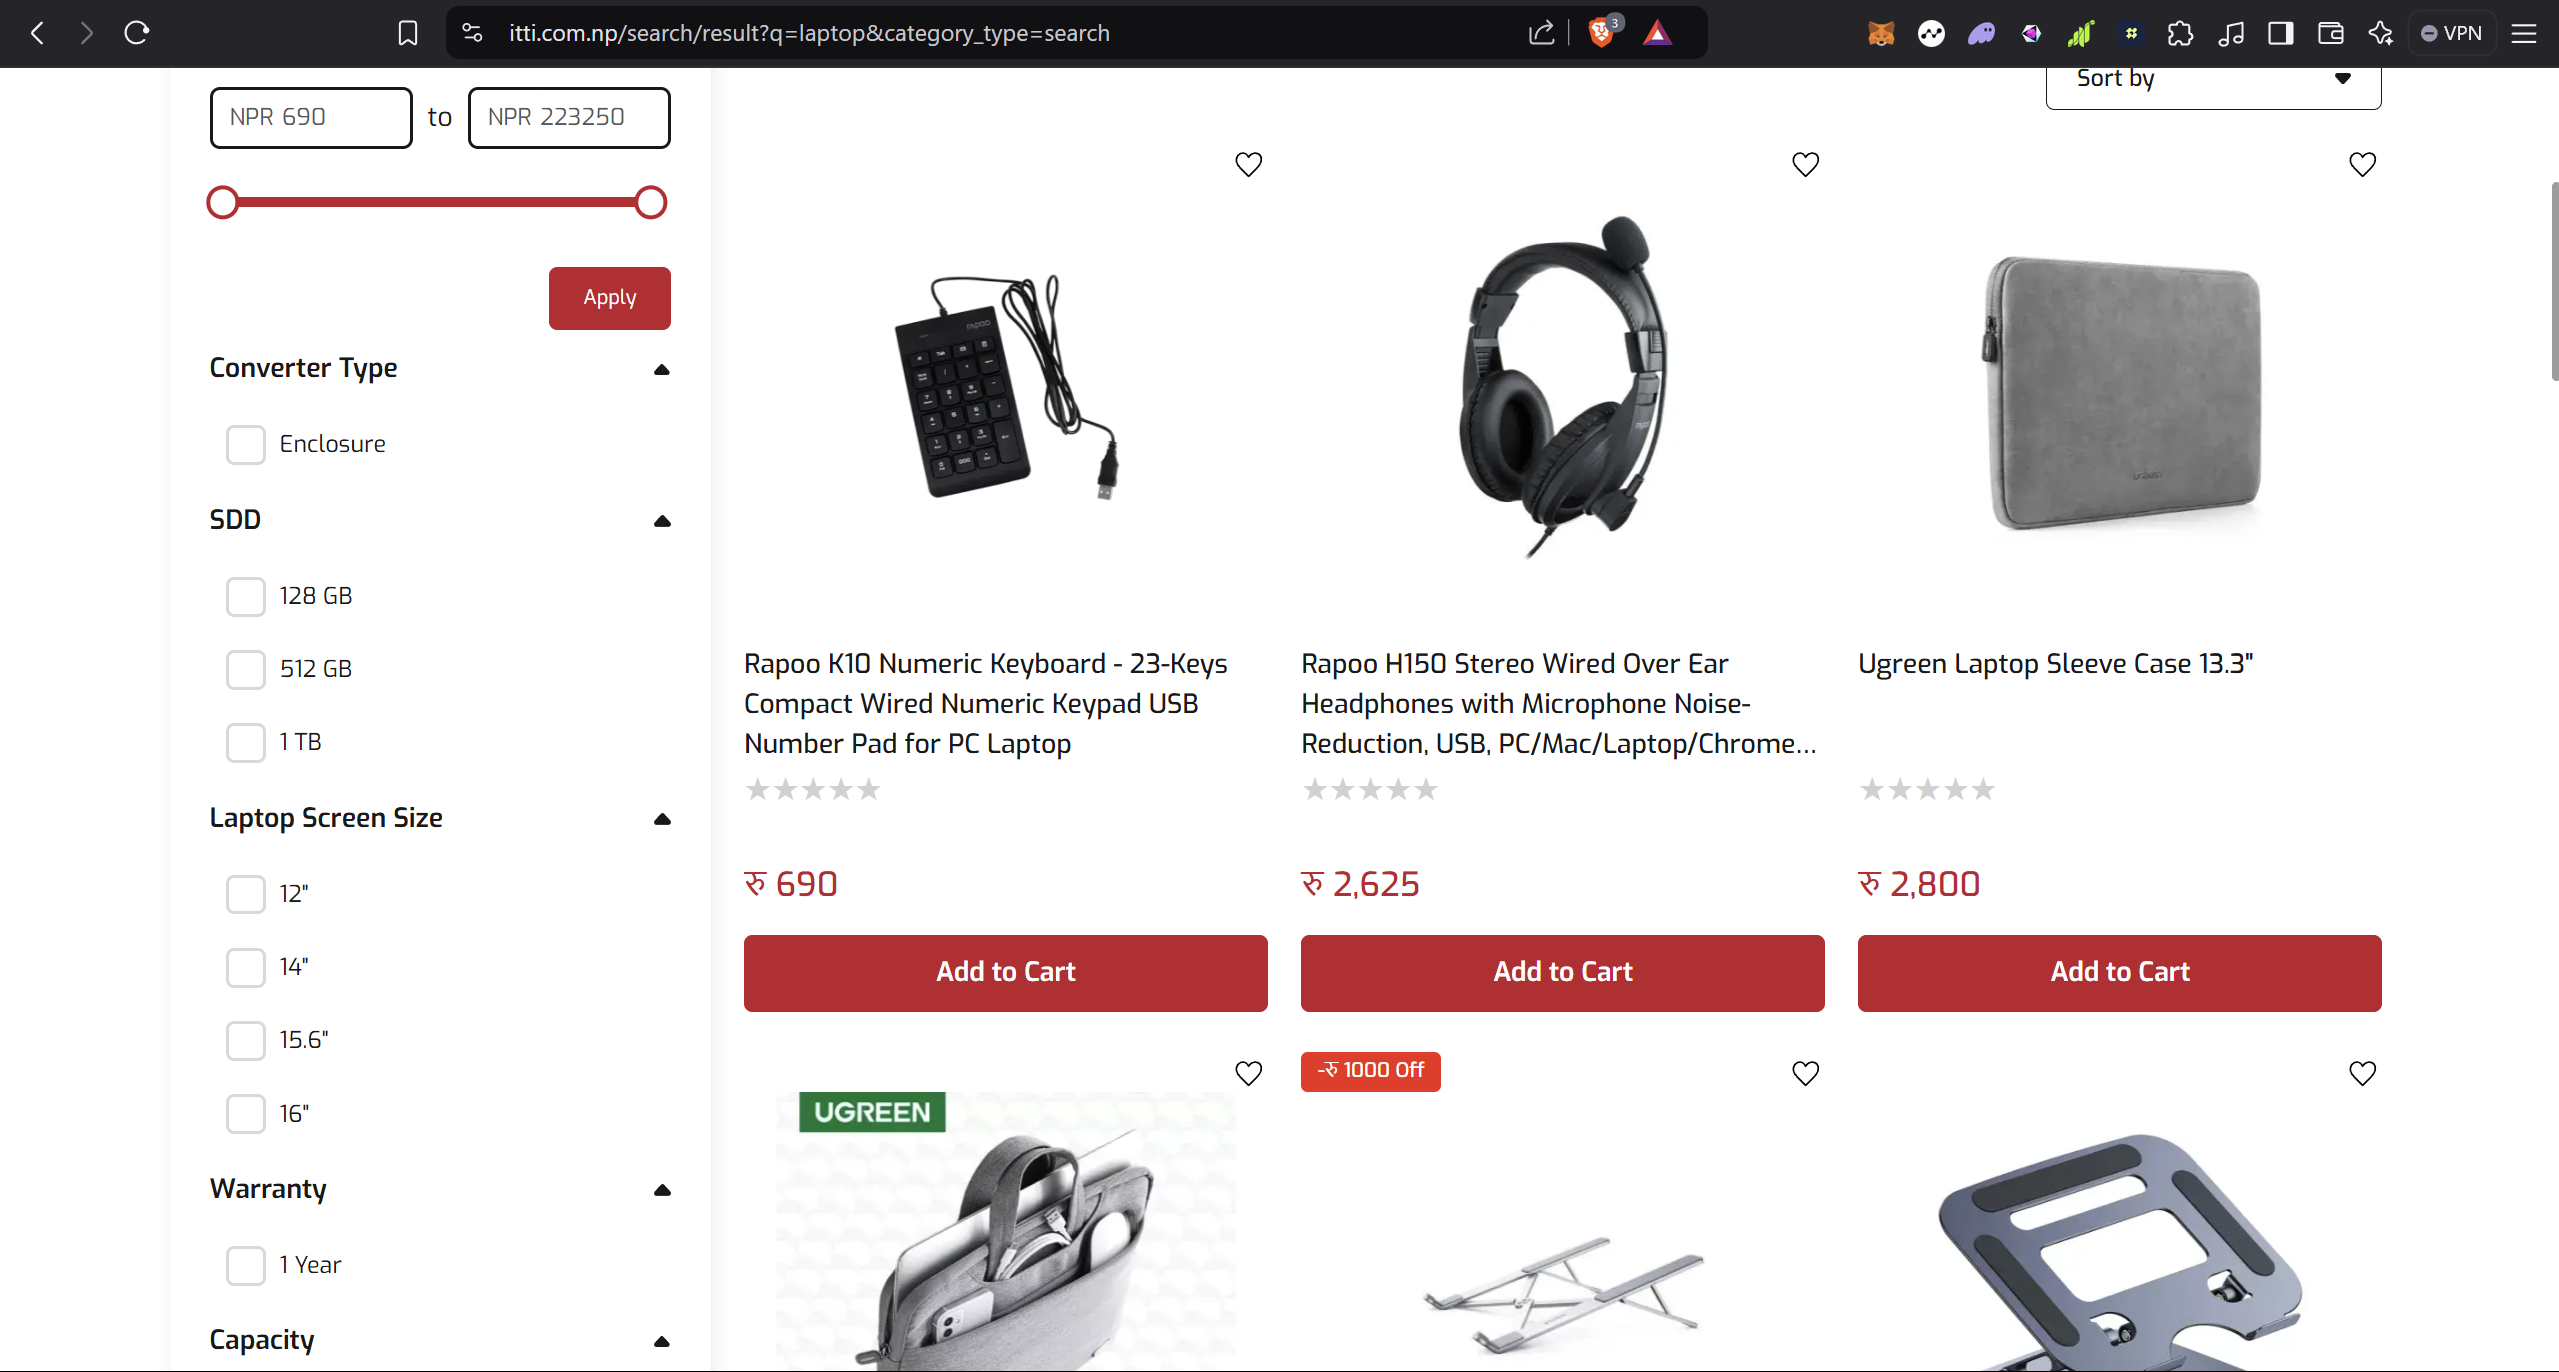 itti.com.np/search/result?q=laptop&category_type=search
3
VPN
NPR 690
to
NPR 223250
Apply
Converter Type
Enclosure
SDD
128 GB
512 GB
1 TB
Laptop Screen Size
12"
14"
15.6"
16"
Warranty
1 Year
Capacity
Sort by
rapoo
Rapoo K10 Numeric Keyboard - 23-Keys
Compact Wired Numeric Keypad USB
Number Pad for PC Laptop
रु 690
Add to Cart
Rapoo H150 Stereo Wired Over Ear
Headphones with Microphone Noise-
Reduction, USB, PC/Mac/Laptop/Chrome...
रु 2,625
Add to Cart
ugreen
Ugreen Laptop Sleeve Case 13.3"
रु 2,800
Add to Cart
UGREEN
-रु 1000 Off